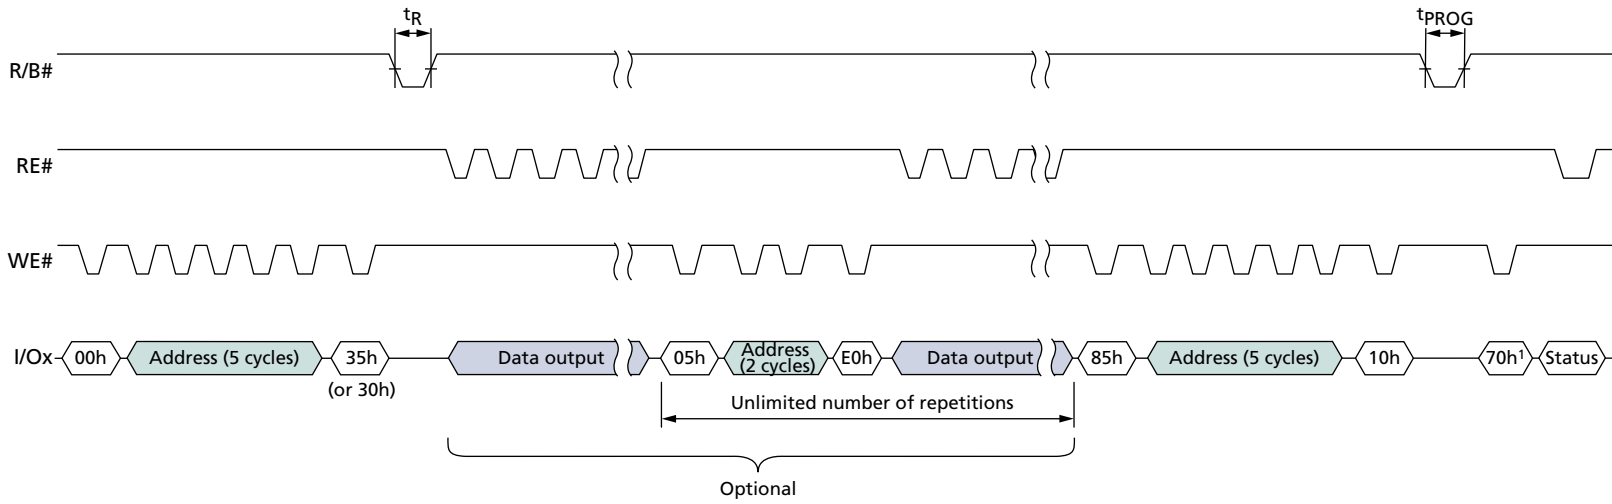 tR
tPROG
R/B#
RE#
WE#
I/Ox
00h
Address (5 cycles)
35h
(or 30h)
Data output
05h
Address
(2 cycles)
E0h
Data output
85h
Address (5 cycles)
10h
70h1
Status
Unlimited number of repetitions
Optional